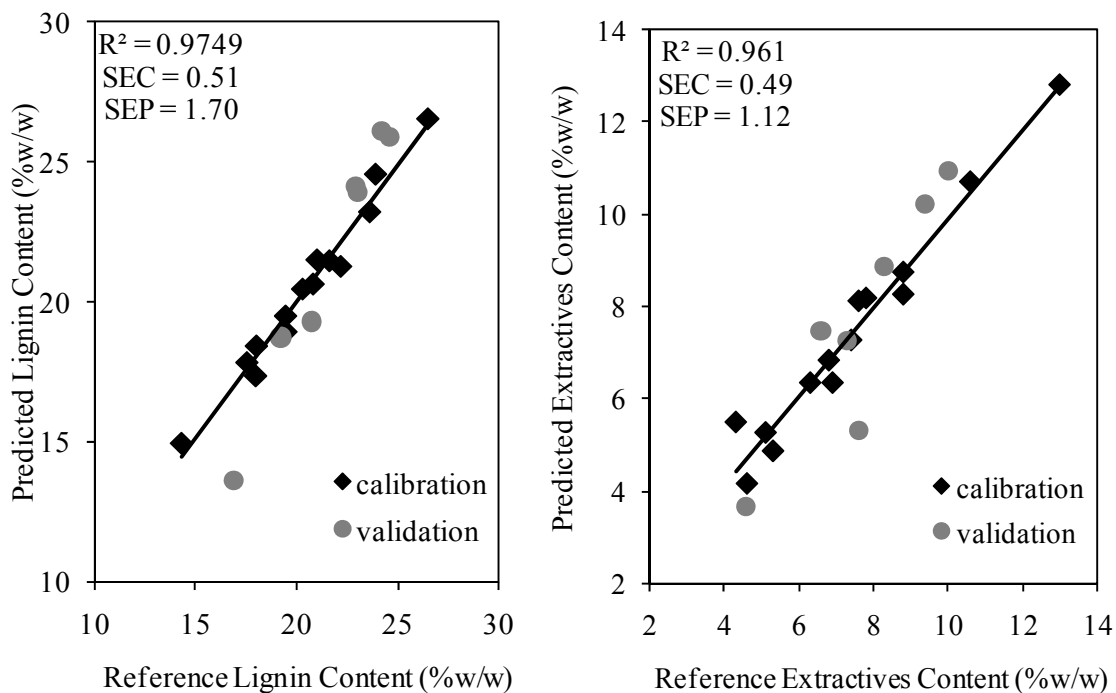 R² = 0.9749
SEC = 0.51
SEP = 1.70
Predicted Lignin Content (%w/w)
30
25
20
15
10
calibration
validation
10
15
20
25
30
Reference Lignin Content (%w/w)
R² = 0.961
SEC = 0.49
SEP = 1.12
Predicted Extractives Content (%w/w)
14
12
10
8
6
4
2
calibration
validation
2
4
6
8
10
12
14
Reference Extractives Content (%w/w)